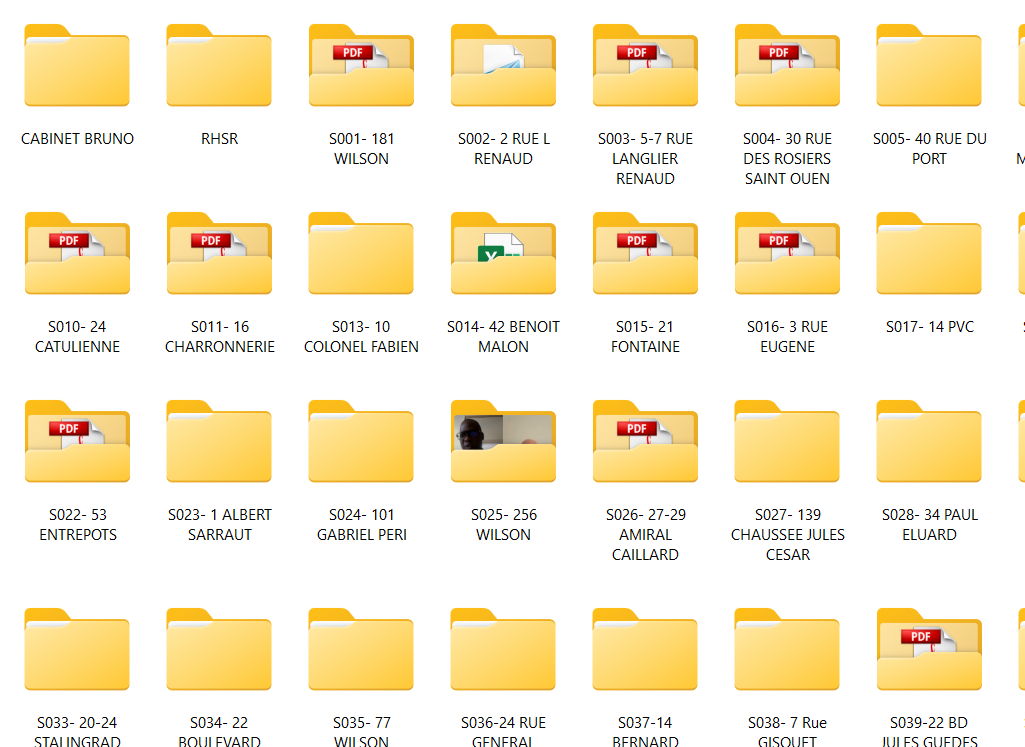 CABINET BRUNO
RHSR
S001- 181
WILSON
S002- 2 RUE L
RENAUD
S003- 5-7 RUE
LANGLIER
RENAUD
S004- 30 RUE
DES ROSIERS
SAINT OUEN
S005- 40 RUE DU
PORT
S010- 24
CATULIENNE
S011- 16
CHARRONNERIE
S013- 10
COLONEL FABIEN
S014- 42 BENOIT
MALON
S015- 21
FONTAINE
S016- 3 RUE
EUGENE
S017- 14 PVC
S022- 53
ENTREPOTS
S023- 1 ALBERT
SARRAUT
S024- 101
GABRIEL PERI
S025- 256
WILSON
S026- 27-29
AMIRAL
CAILLARD
S027- 139
CHAUSSEE JULES
CESAR
S028- 34 PAUL
ELUARD
S033- 20-24
STALINGRAD
S034- 22
BOULEVARD
S035- 77
WILSON
S036-24 RUE
GENERAL
S037-14
BERNARD
S038- 7 Rue
GISQUET
S039-22 BD
JULES GUEDES
PDF
PDF
PDF
PDF
PDF
PDF
PDF
PDF
PDF
PDF